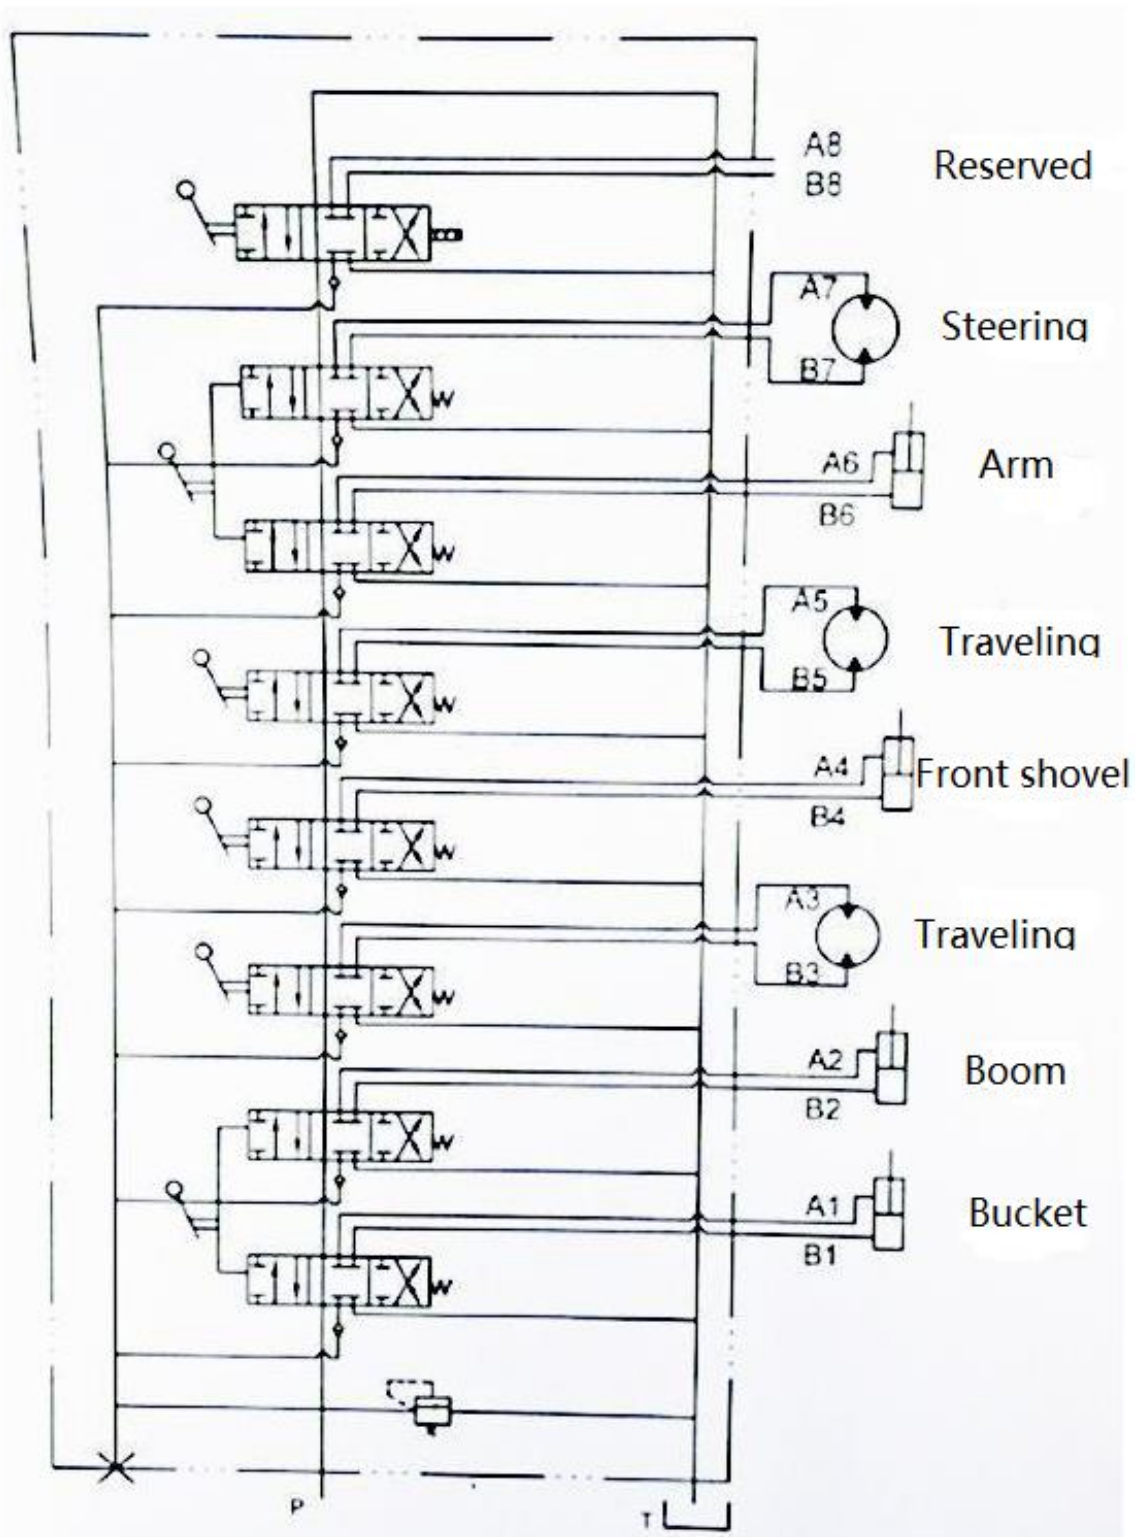 A8
B8
Reserved
A7
B7
Steering
A6
B6
Arm
A5
B5
Traveling
A4
B4
Front shovel
A3
B3
Traveling
A2
B2
Boom
A1
B1
Bucket
P
T